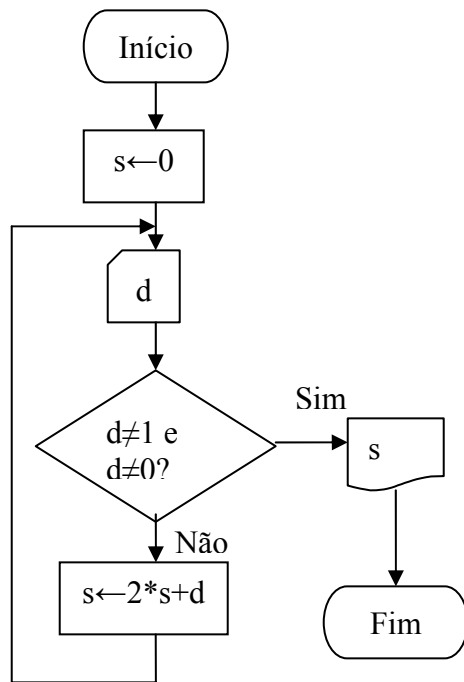 Início
s←0
d
d≠1 e
d≠0?
Sim
s
Não
s←2*s+d
Fim